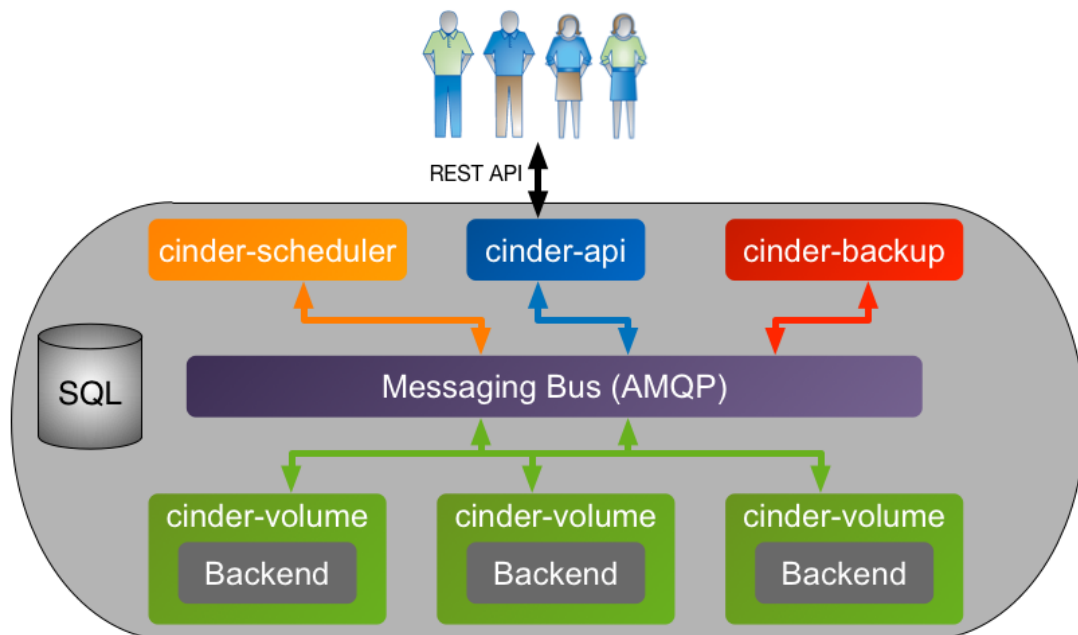 REST API
cinder-scheduler
cinder-api
cinder-backup
SQL
Messaging Bus (AMQP)
cinder-volume
cinder-volume
cinder-volume
Backend
Backend
Backend